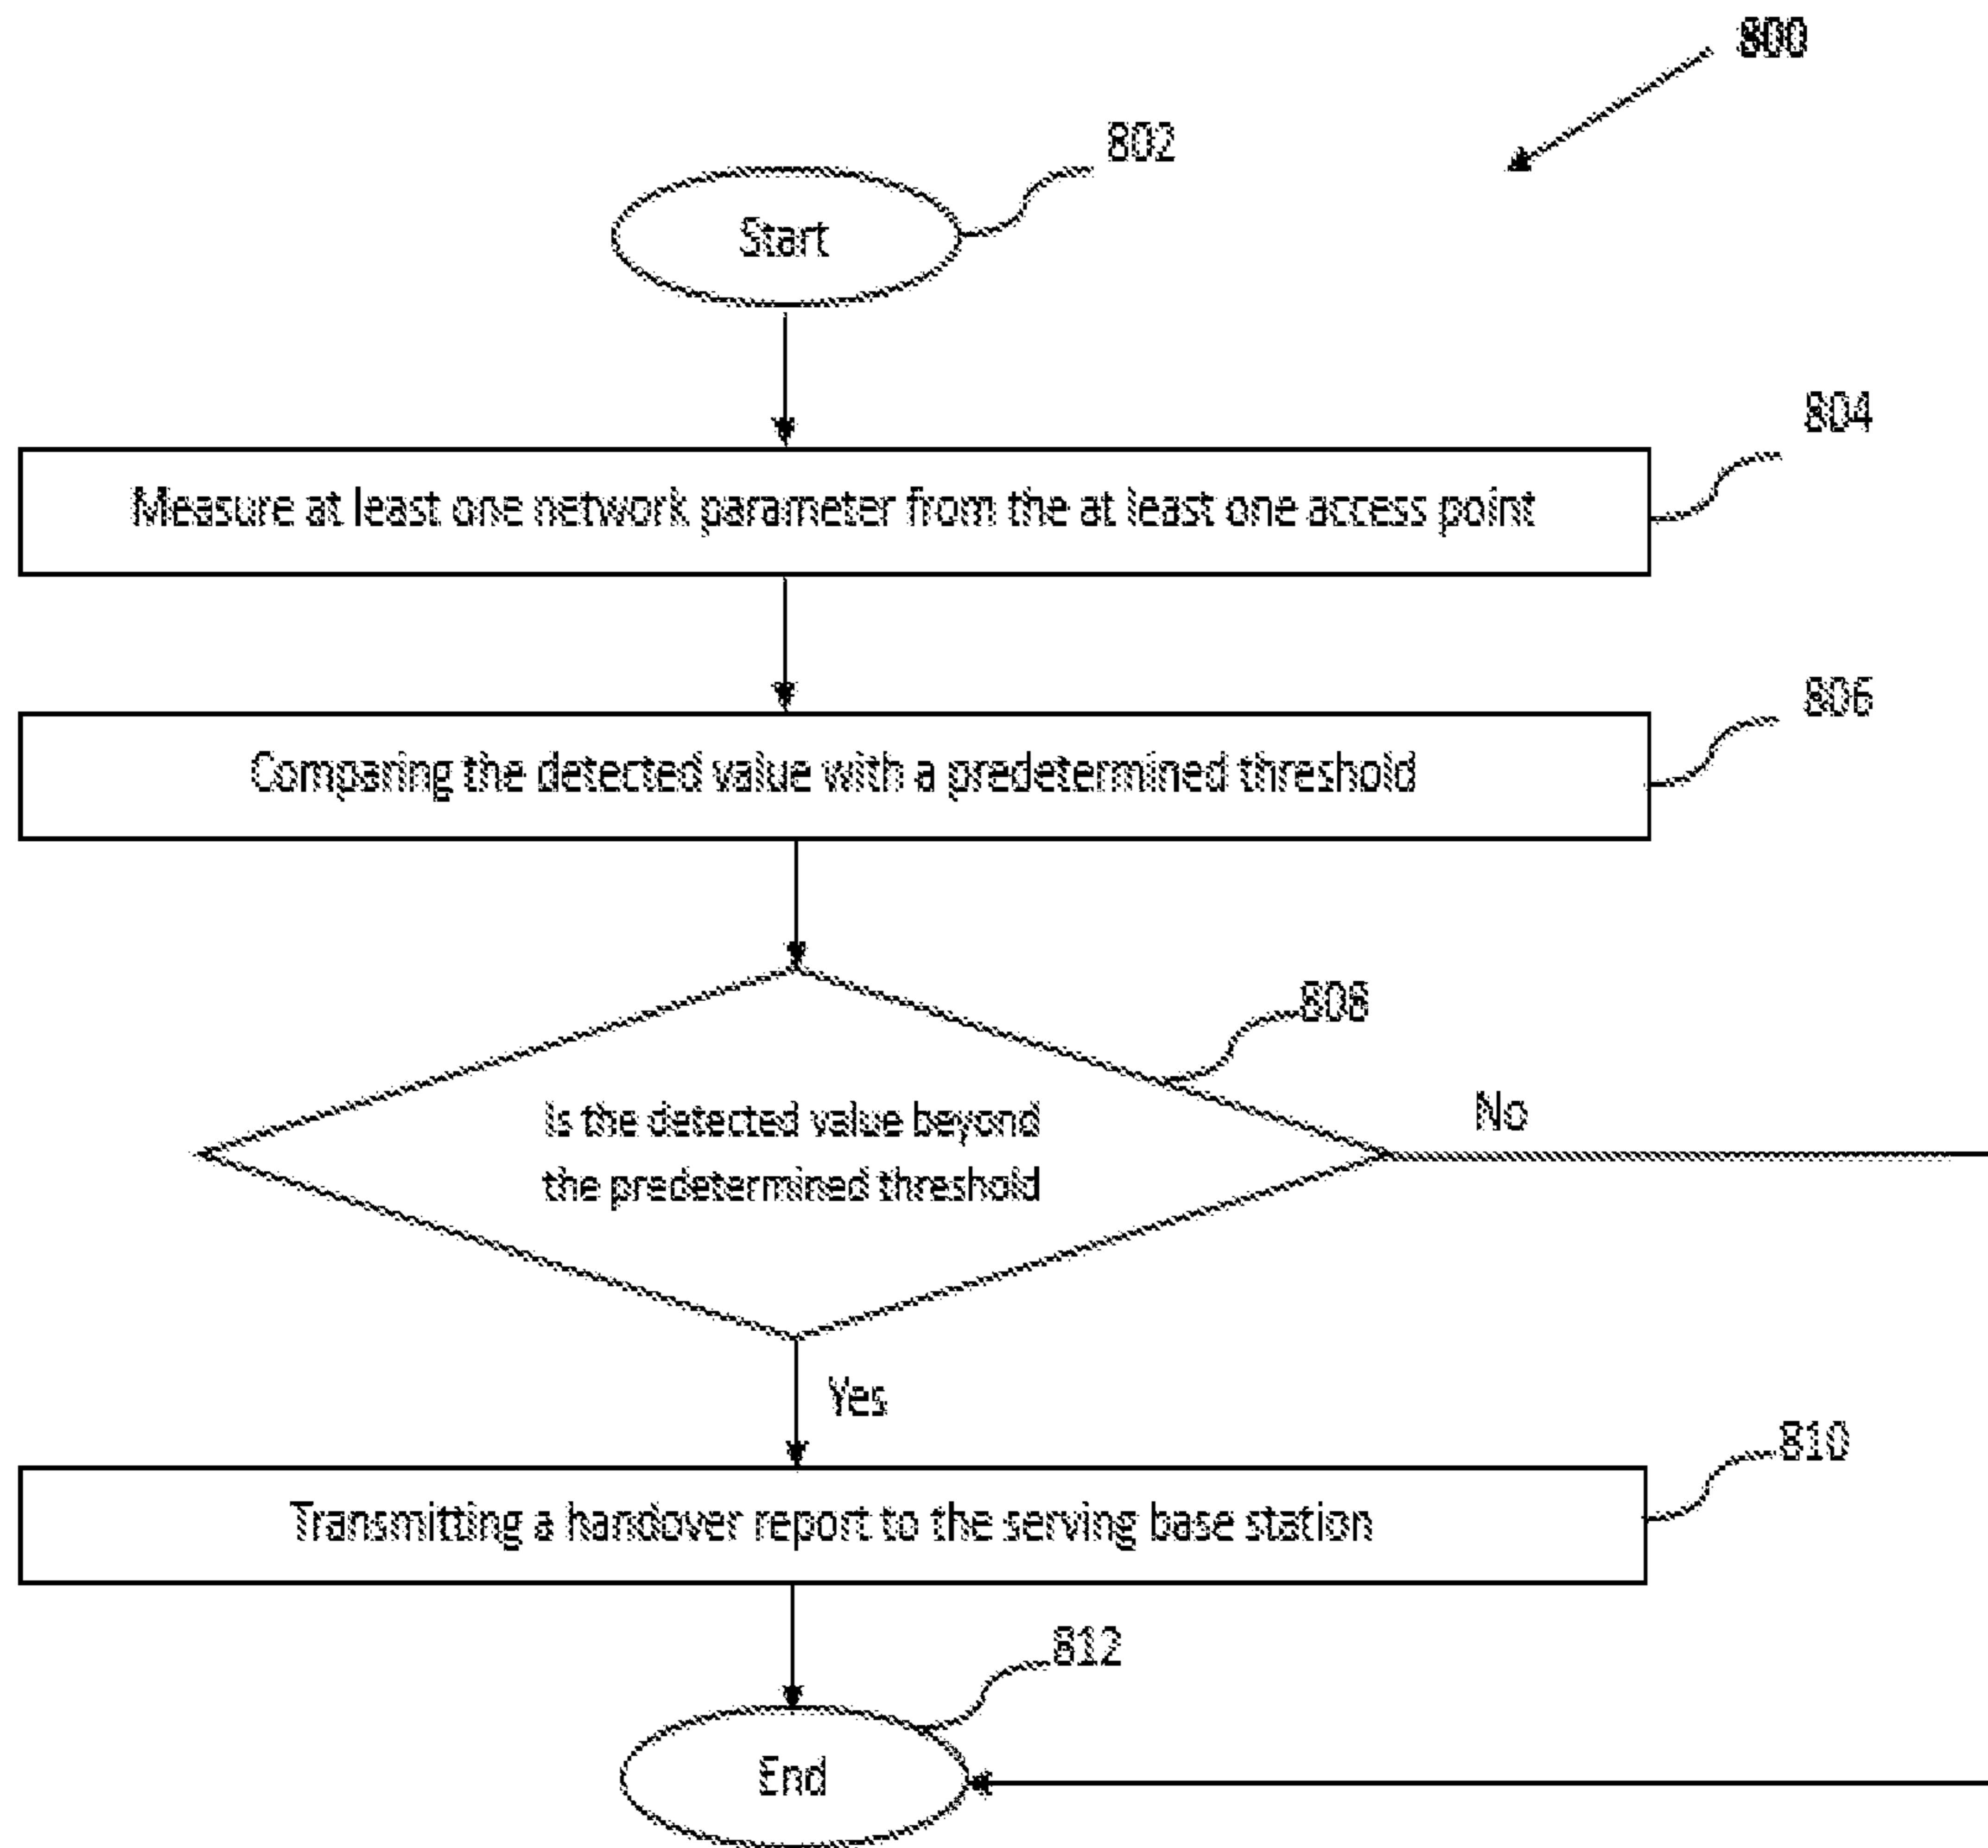 800
802
Start
804
Measure at least one network parameter from the at least one access point
806
Comparing the detected value with a predetermined threshold
808
Is the detected value beyond
the predetermined threshold
No
Yes
810
Transmitting a handover report to the serving base station
812
End